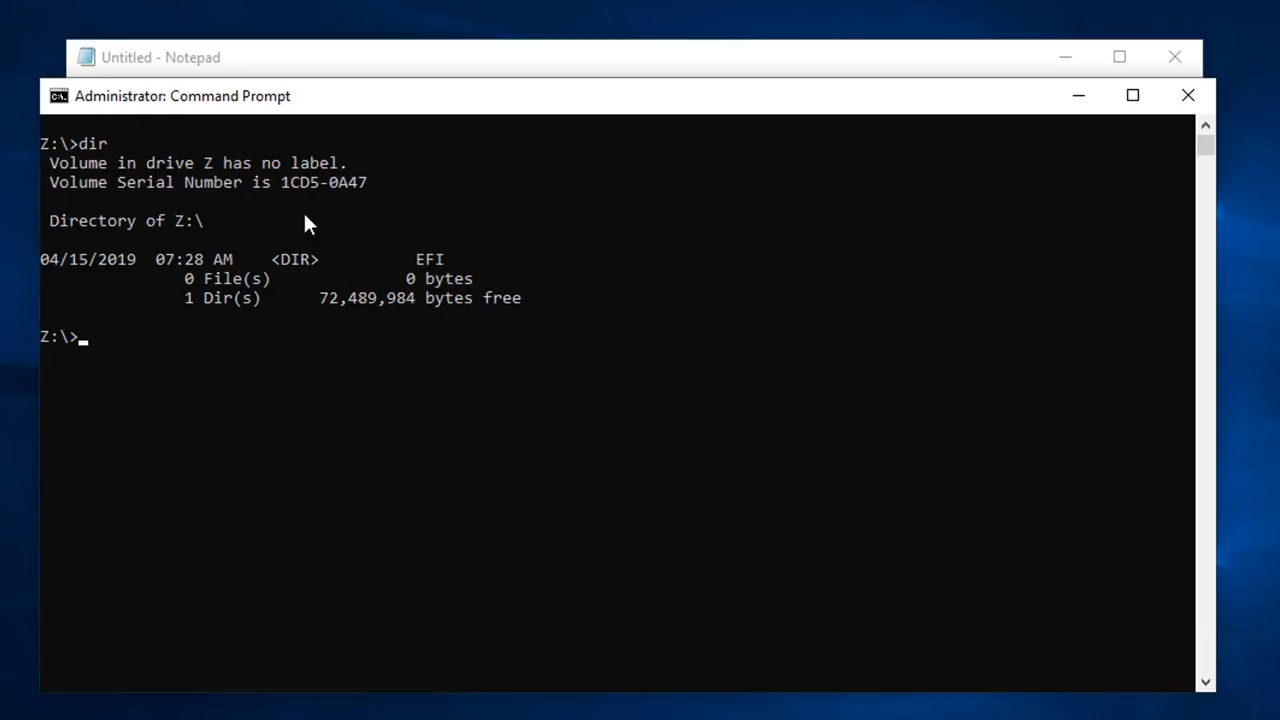 Untitled - Notepad
Administrator: Command Prompt
Z:\>dir
 Volume in drive Z has no label.
 Volume Serial Number is 1CD5-0A47
 Directory of Z:\
04/15/2019  07:28 AM    <DIR>          EFI
               0 File(s)              0 bytes
               1 Dir(s)      72,489,984 bytes free
Z:\>